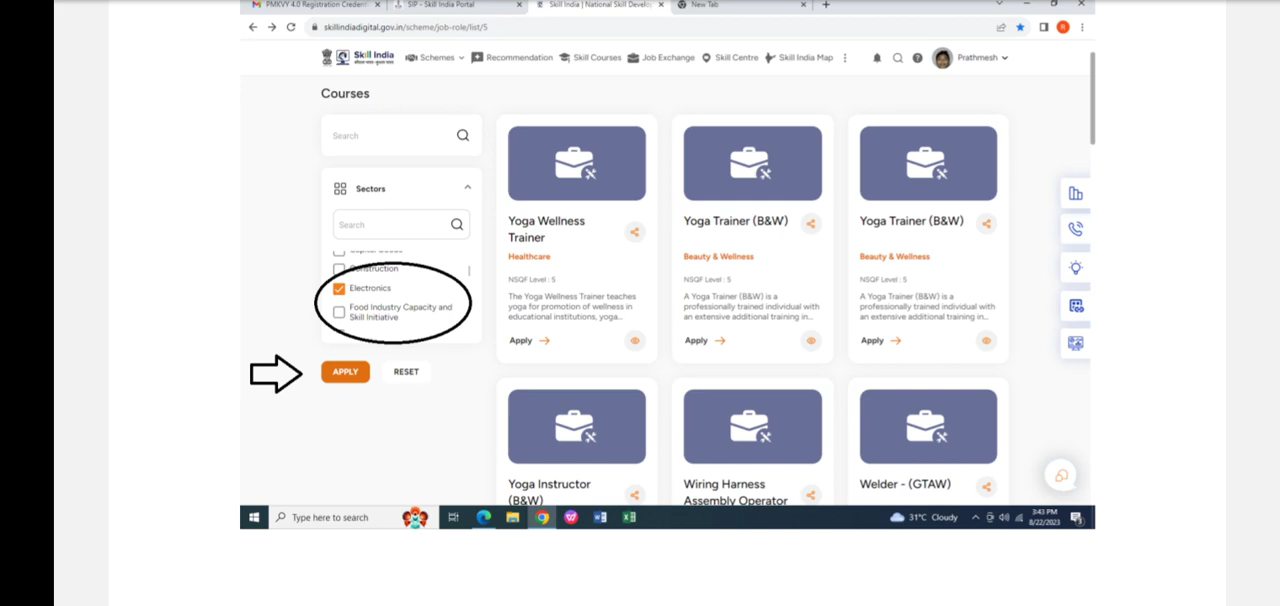 PMKVY 4.0 Registration Credent
SIP - Skill India Portal
Skill India | National Skill Develo
New Tab
skillindiadigital.gov.in/scheme/job-role/list/5
Skill India
Schemes
Recommendation
Skill Courses
Job Exchange
Skill Centre
Skill India Map
Prathmesh
R
Courses
Search
Sectors
Search
Construction
Electronics
Food Industry Capacity and
Skill Initiative
APPLY
RESET
Yoga Wellness
Trainer
Healthcare
NSQF Level : 5
The Yoga Wellness Trainer teaches
yoga for promotion of wellness in
educational institutions, yoga...
Apply
Yoga Trainer (B&W)
Beauty & Wellness
NSQF Level : 5
A Yoga Trainer (B&W) is a
professionally trained individual with
an extensive additional training in...
Apply
Yoga Trainer (B&W)
Beauty & Wellness
NSQF Level : 5
A Yoga Trainer (B&W) is a
professionally trained individual with
an extensive additional training in...
Apply
Yoga Instructor
(B&W)
Wiring Harness
Assembly Operator
Welder - (GTAW)
Type here to search
31°C Cloudy
3:43 PM
8/22/2023